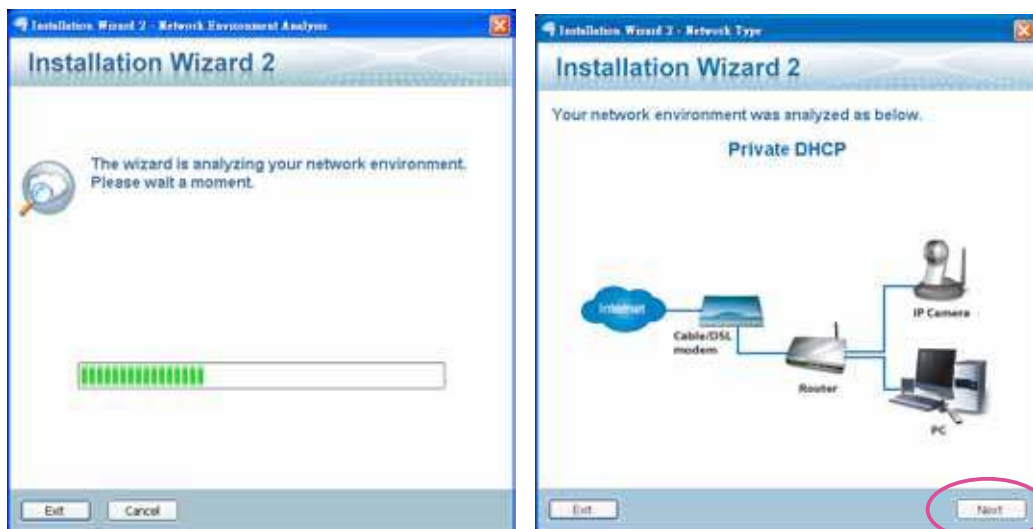 Installation Wizard 2 - Network Environment Analysis
Installation Wizard 2
The wizard is analyzing your network environment.
Please wait a moment.
Exit
Cancel
Installation Wizard 2 - Network Type
Installation Wizard 2
Your network environment was analyzed as below.
Private DHCP
Internet
Cable/DSL
modem
Router
IP Camera
PC
Exit
Next